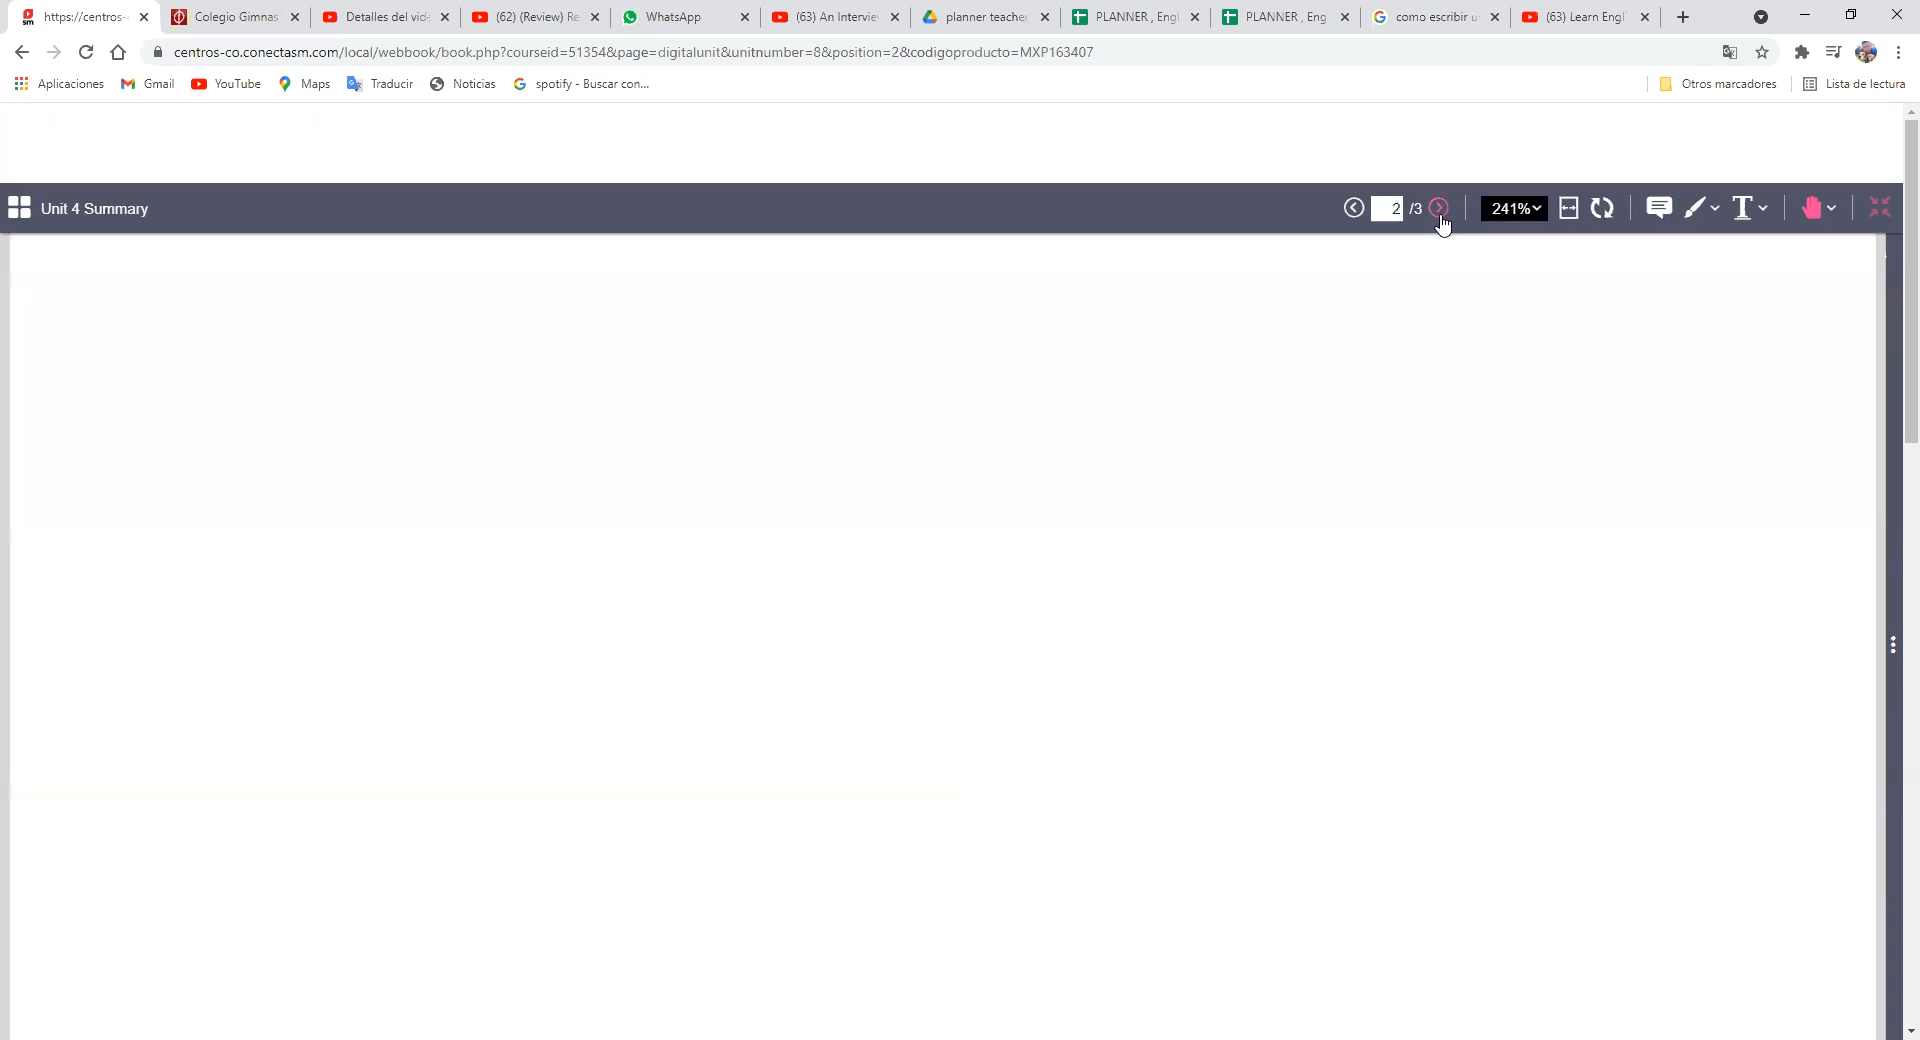 https://centros-
Colegio Gimnas
Detalles del vide
(62) (Review) Re
WhatsApp
(63) An Intervie
planner teache
PLANNER , Engl
PLANNER , Eng
como escribir u
(63) Learn Engl
centros-co.conectasm.com/local/webbook/book.php?courseid=51354&page=digitalunit&unitnumber=8&position=2&codigoproducto=MXP163407
Aplicaciones
Gmail
YouTube
Maps
Traducir
Noticias
spotify - Buscar con...
Otros marcadores
Lista de lectura
Unit 4 Summary
2 /3
241%